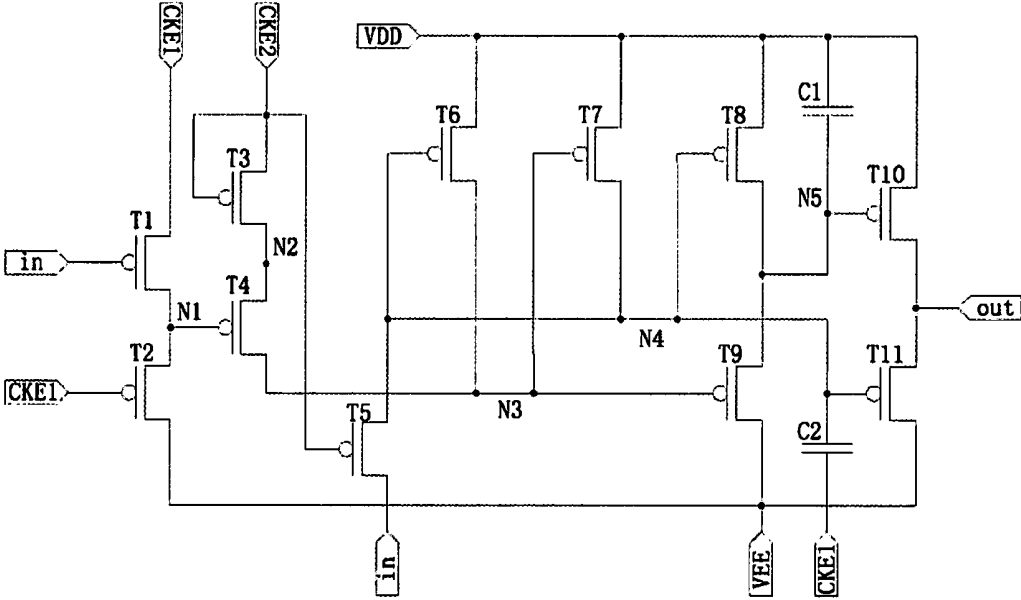 CKE1
CKE2
VDD
C1
T6
T7
T8
T3
T10
N5
T1
N2
in
T4
N1
out
N4
T2
T9
T11
CKE1
N3
T5
C2
in
VEE
CKE1